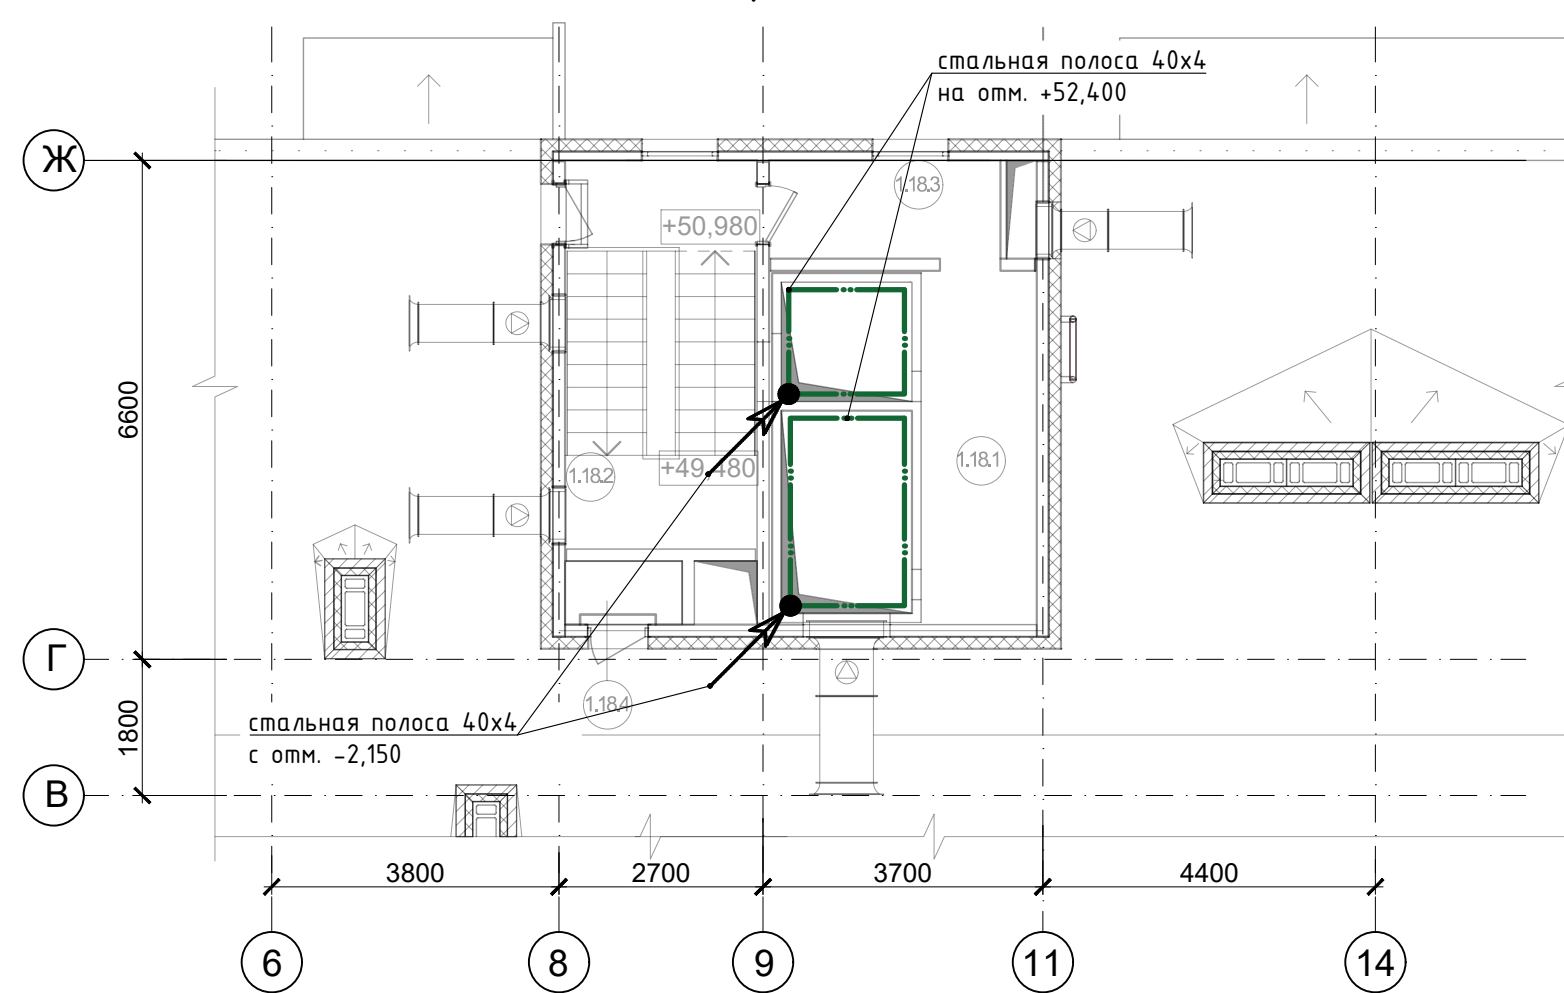 стальная полоса 40х4
на отм. +52,400
Ж
1.18.3
+50,980
6600
1.18.2
+49,480
1.18.1
Г
1.18.4
стальная полоса 40х4
с отм. -2,150
1800
В
3800
2700
3700
4400
6
8
9
11
14